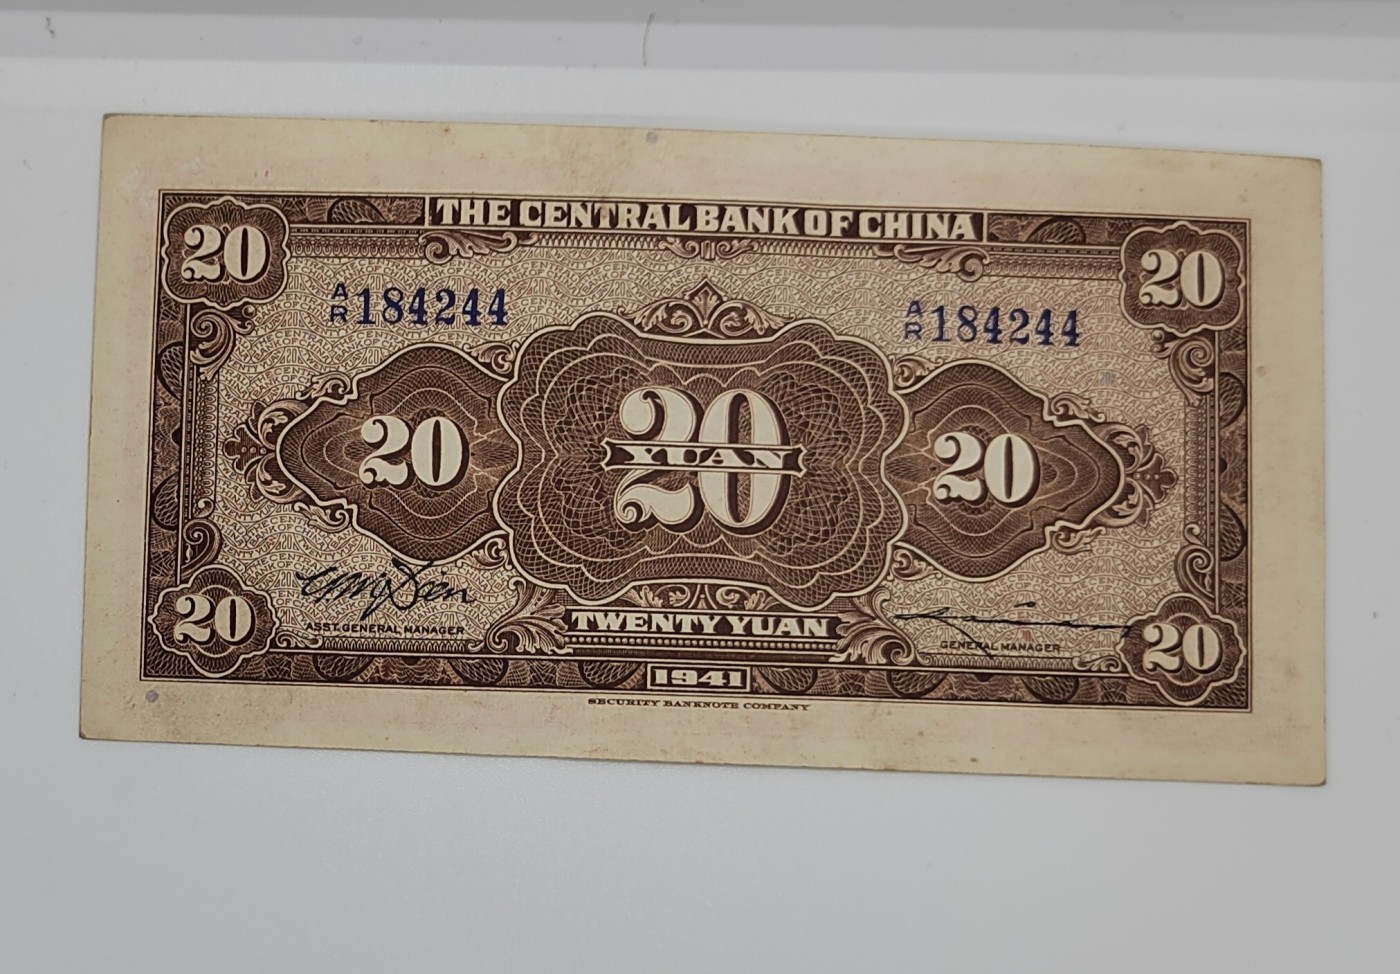 THE CENTRAL BANK OF CHINA
20 20
A/R 184244 A/R 184244
20 20 YUAN 20
ASST. GENERAL MANAGER
TWENTY YUAN
GENERAL MANAGER
20 20
1941
SECURITY BANKNOTE COMPANY